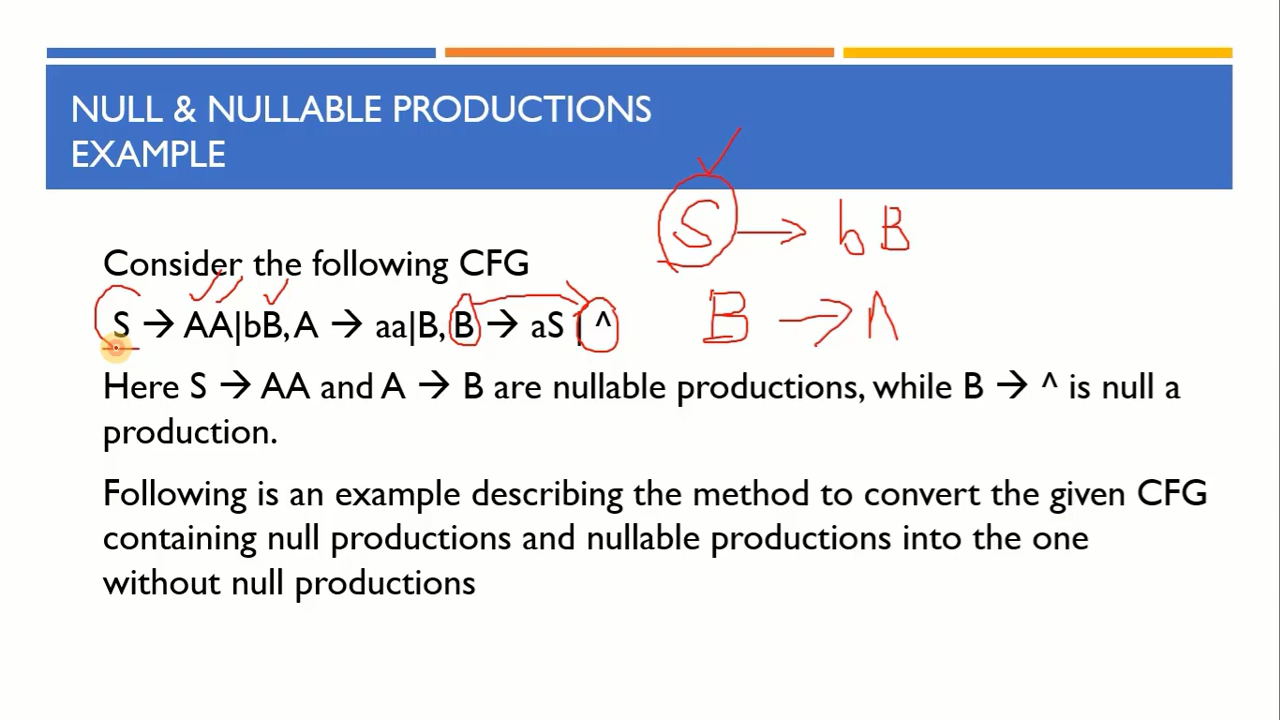 NULL & NULLABLE PRODUCTIONS
EXAMPLE
S → bB
Consider the following CFG
S → AA|bB, A → aa|B, B → aS | ^
B → ^
Here S → AA and A → B are nullable productions, while B → ^ is null a
production.
Following is an example describing the method to convert the given CFG
containing null productions and nullable productions into the one
without null productions